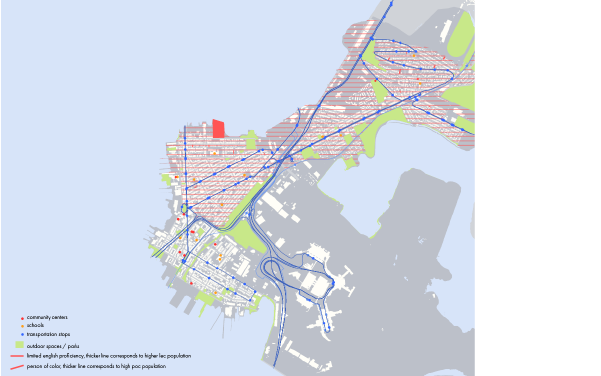 community centers
schools
transportation stops
outdoor spaces / parks
limited english proficiency, thicker line corresponds to higher lec population
person of color, thicker line corresponds to high poc population